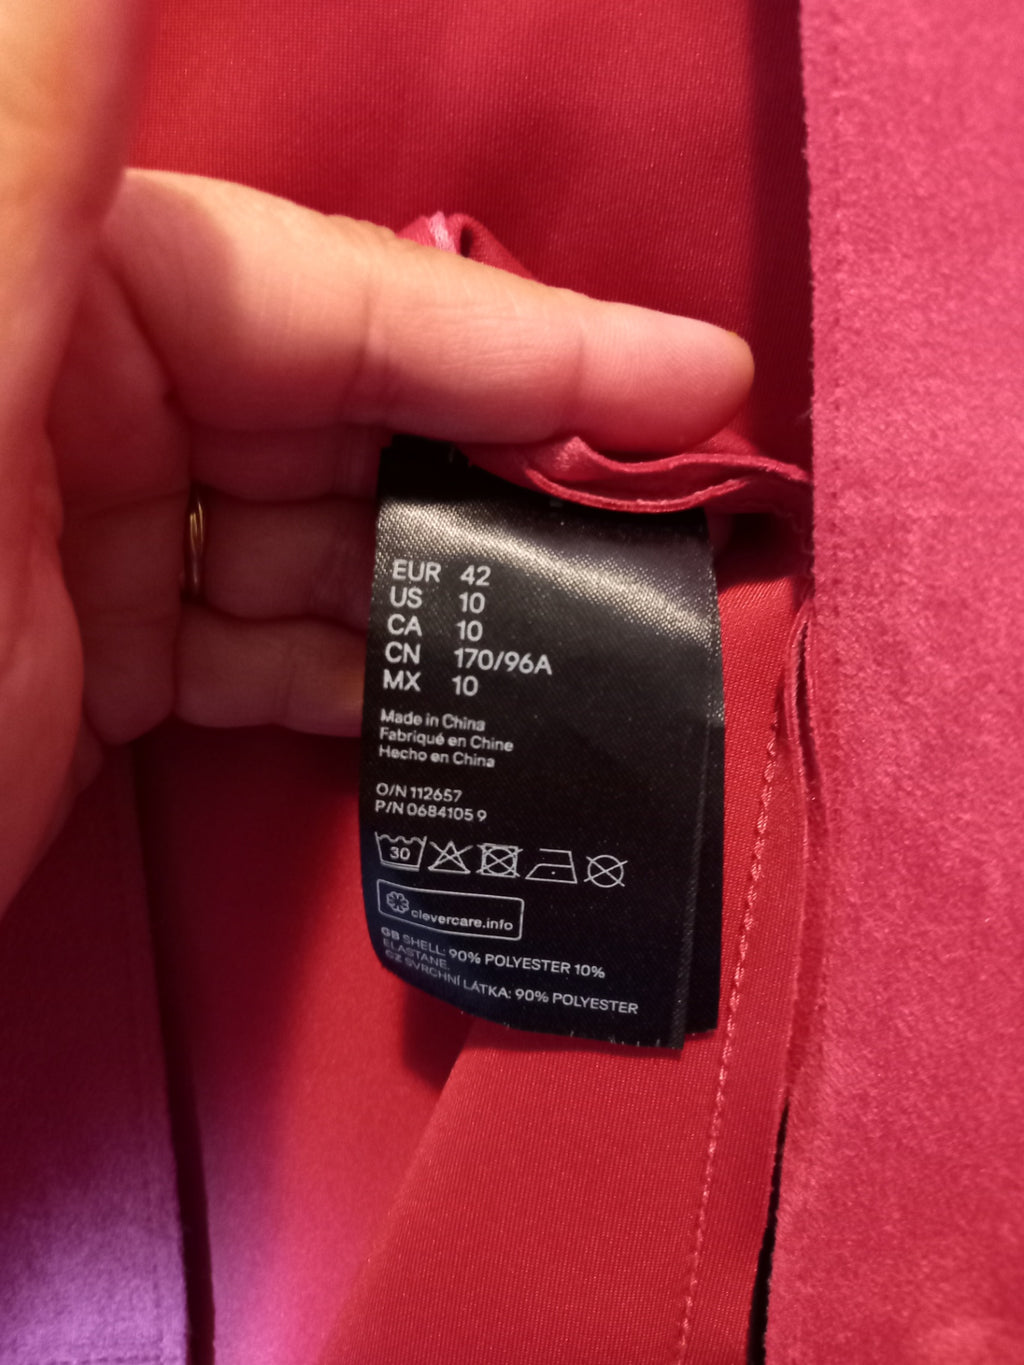 EUR 42
US 10
CA 10
CN 170/96A
MX 10
Made in China
Fabriqué en Chine
Hecho en China
O/N 112657
P/N 0684105 9
30
clevercare.info
GB SHELL: 90% POLYESTER 10%
ELASTANE
CZ SVRCHNÍ LÁTKA: 90% POLYESTER